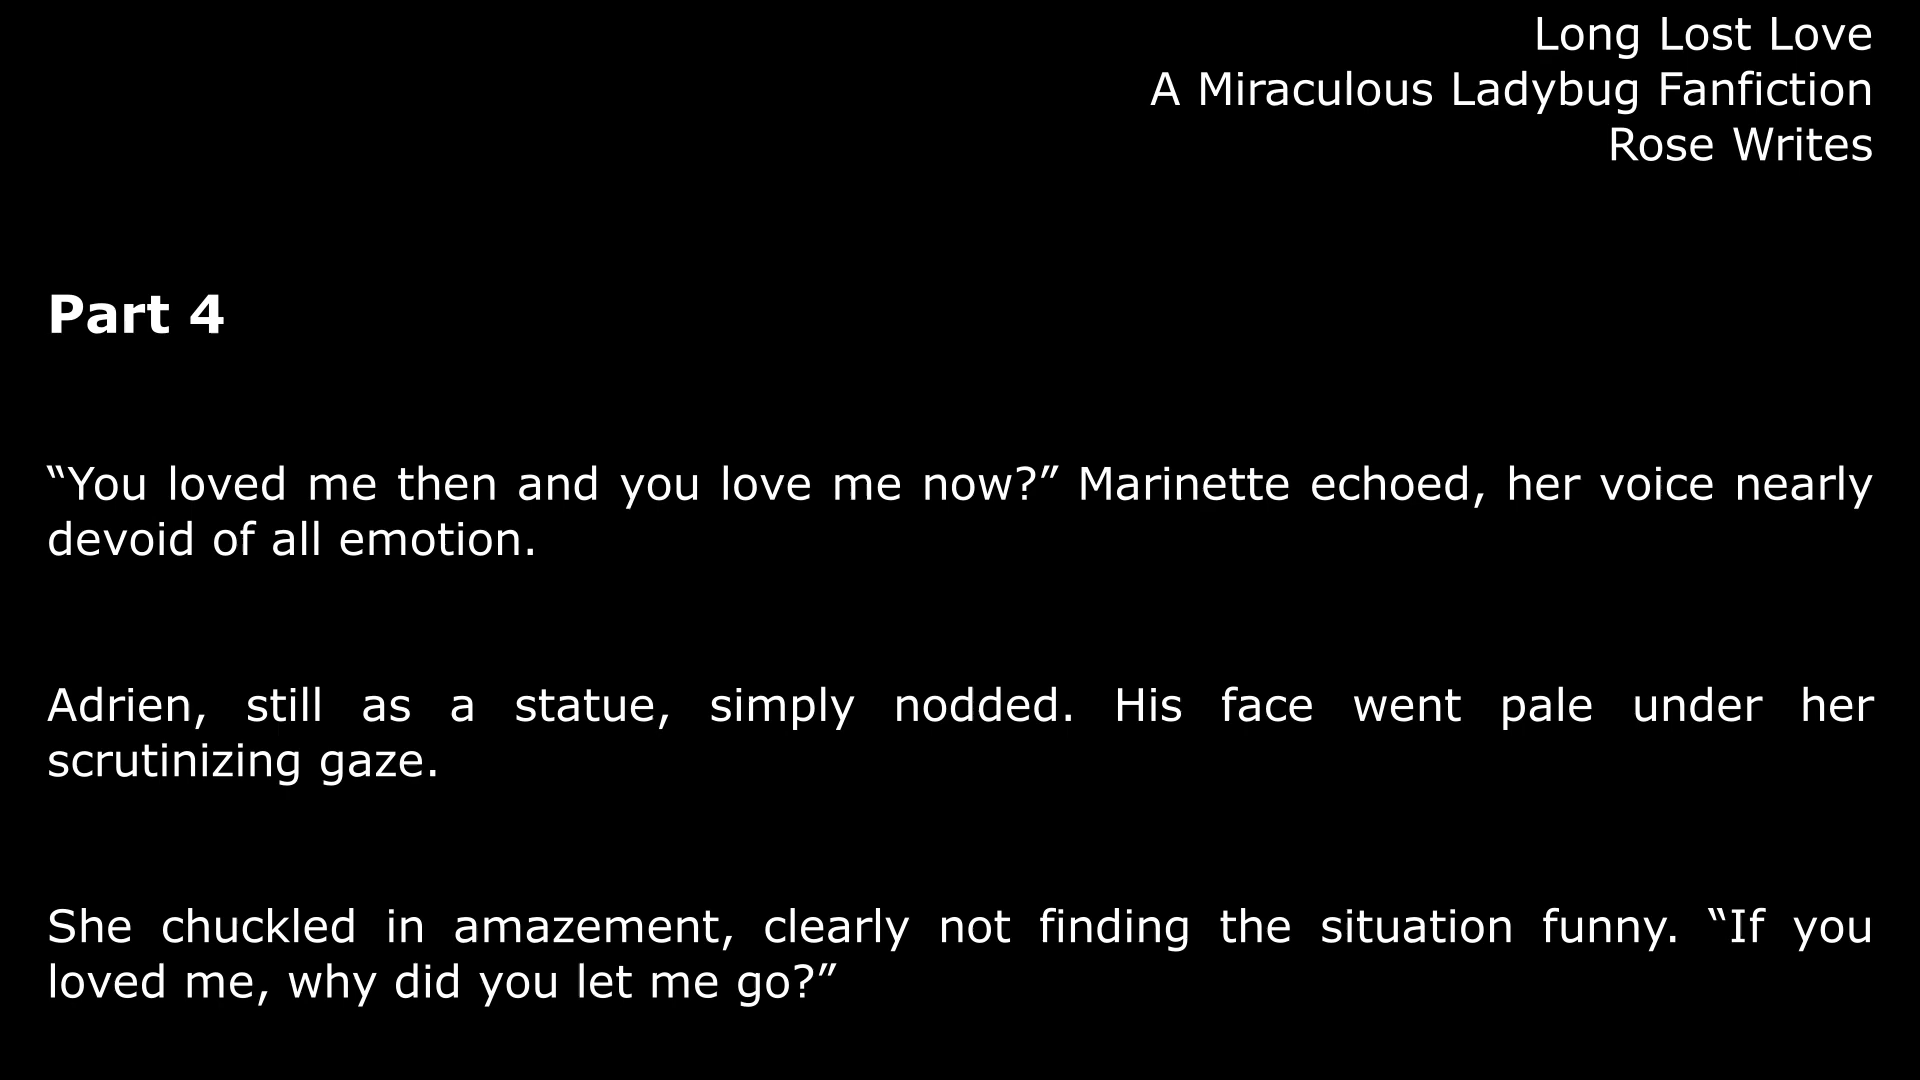 Long Lost Love
A Miraculous Ladybug Fanfiction
Rose Writes
Part 4
“You loved me then and you love me now?” Marinette echoed, her voice nearly
devoid of all emotion.
Adrien, still as a statue, simply nodded. His face went pale under her
scrutinizing gaze.
She chuckled in amazement, clearly not finding the situation funny. “If you
loved me, why did you let me go?”